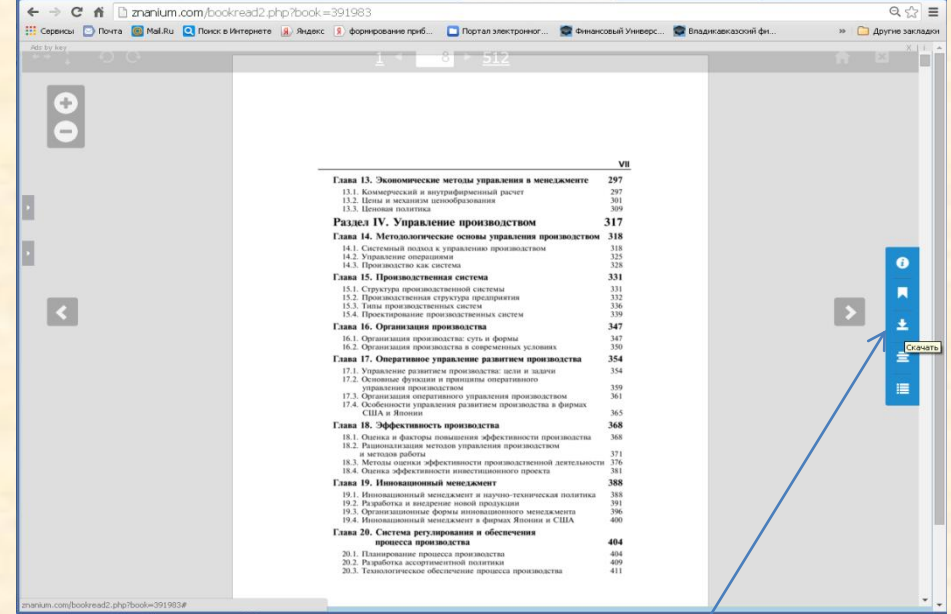 znanium.com/bookread2.php?book=391983
Сервисы Почта Mail.Ru Поиск в Интернете Яндекс формирование приб... Портал электронног... Финансовый Универс... Владикавказский фи... » Другие закладки
Ads by key X i
1 8 512
VII
Глава 13. Экономические методы управления в менеджменте 297
13.1. Коммерческий и внутрифирменный расчет 297
13.2. Цены и механизм ценообразования 301
13.3. Ценовая политика 309
Раздел IV. Управление производством 317
Глава 14. Методологические основы управления производством 318
14.1. Системный подход к управлению производством 318
14.2. Управление операциями 325
14.3. Производство как система 328
Глава 15. Производственная система 331
15.1. Структура производственной системы 331
15.2. Производственная структура предприятия 332
15.3. Типы производственных систем 336
15.4. Проектирование производственных систем 339
Глава 16. Организация производства 347
16.1. Организация производства: суть и формы 347
16.2. Организация производства в современных условиях 350
Глава 17. Оперативное управление развитием производства 354
17.1. Управление развитием производства: цели и задачи 354
17.2. Основные функции и принципы оперативного
управления производством 359
17.3. Организация оперативного управления производством 361
17.4. Особенности управления развитием производства в фирмах
США и Японии 365
Глава 18. Эффективность производства 368
18.1. Оценка и факторы повышения эффективности производства 368
18.2. Рационализация методов управления производством
и методов работы 371
18.3. Методы оценки эффективности производственной деятельности 376
18.4. Оценка эффективности инвестиционного проекта 381
Глава 19. Инновационный менеджмент 388
19.1. Инновационный менеджмент и научно-техническая политика 388
19.2. Разработка и внедрение новой продукции 391
19.3. Организационные формы инновационного менеджмента 396
19.4. Инновационный менеджмент в фирмах Японии и США 400
Глава 20. Система регулирования и обеспечения
процесса производства 404
20.1. Планирование процесса производства 404
20.2. Разработка ассортиментной политики 409
20.3. Технологическое обеспечение процесса производства 411
Скачать
znanium.com/bookread2.php?book=391983#